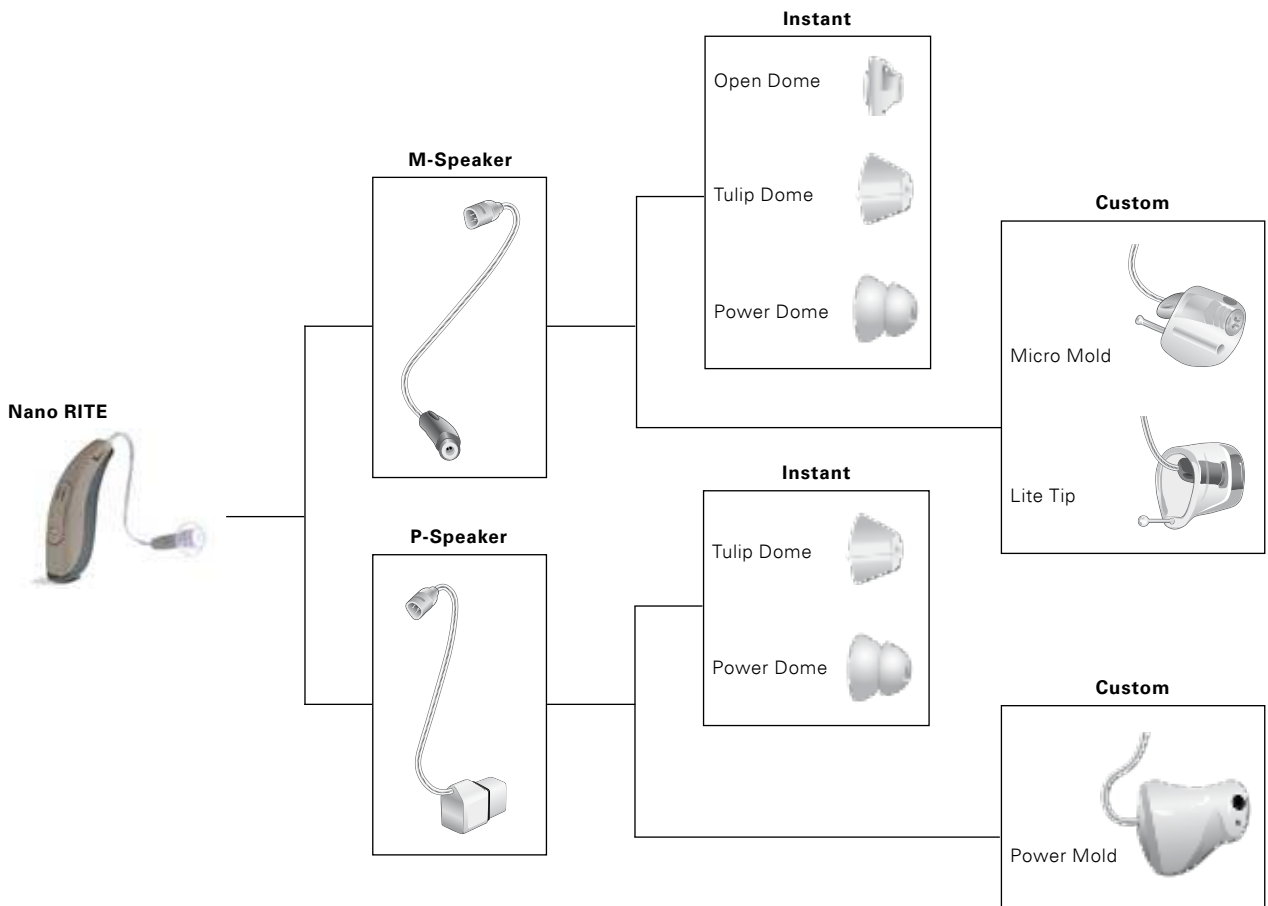 Nano RITE
M-Speaker
Instant
Open Dome
Tulip Dome
Power Dome
Custom
Micro Mold
Lite Tip
P-Speaker
Instant
Tulip Dome
Power Dome
Custom
Power Mold